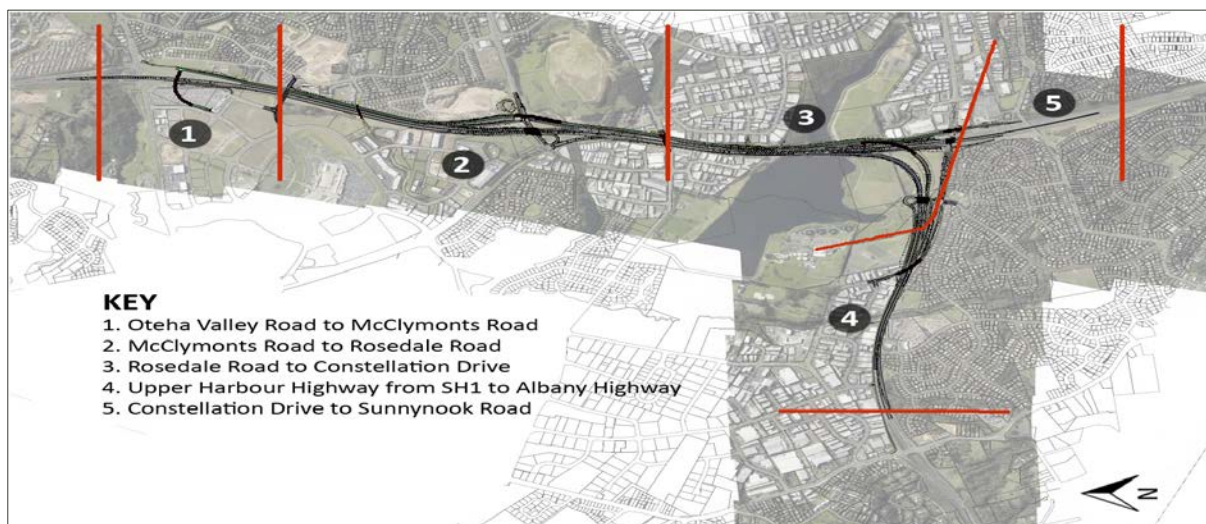 1
2
3
5
4
KEY
1. Oteha Valley Road to McClymonts Road
2. McClymonts Road to Rosedale Road
3. Rosedale Road to Constellation Drive
4. Upper Harbour Highway from SH1 to Albany Highway
5. Constellation Drive to Sunnynook Road
N